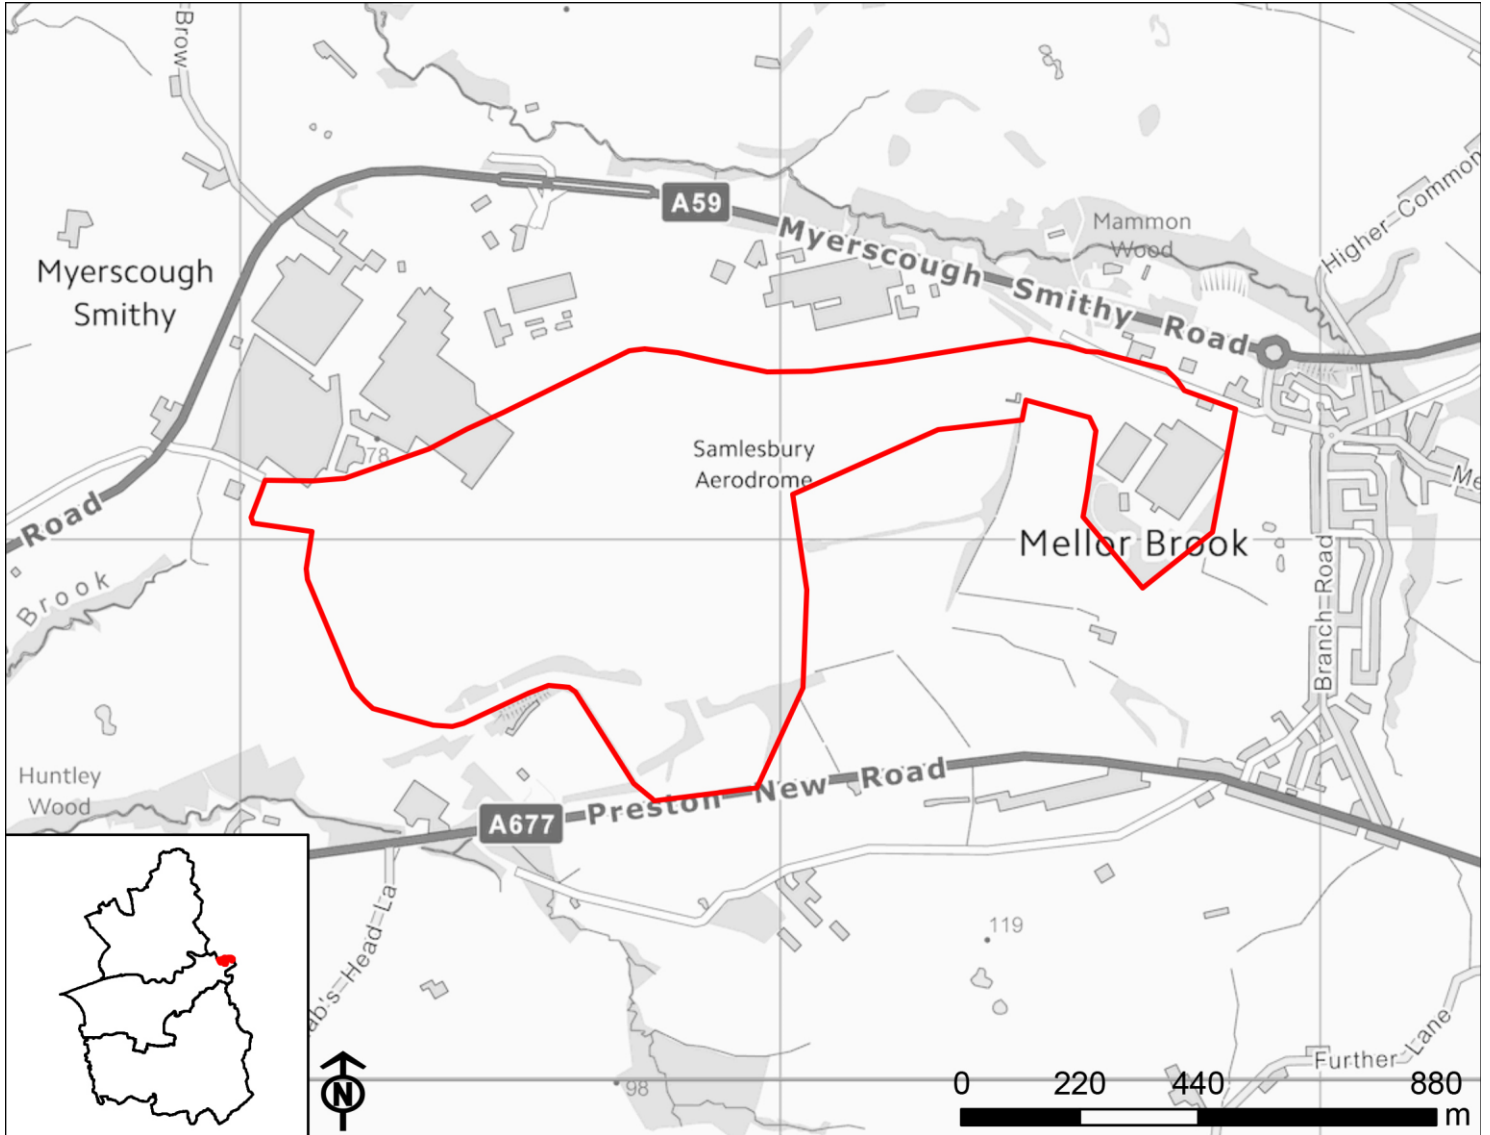 Brow
A59
Myerscough Smithy Road
Mammon
Wood
Higher Common
Myerscough
Smithy
78
Samlesbury
Aerodrome
Road
Brook
Mellor Brook
Branch Road
Huntley
Wood
A677
Preston New Road
119
ab's Head La
98
Further Lane
N
0 220 440 880
m